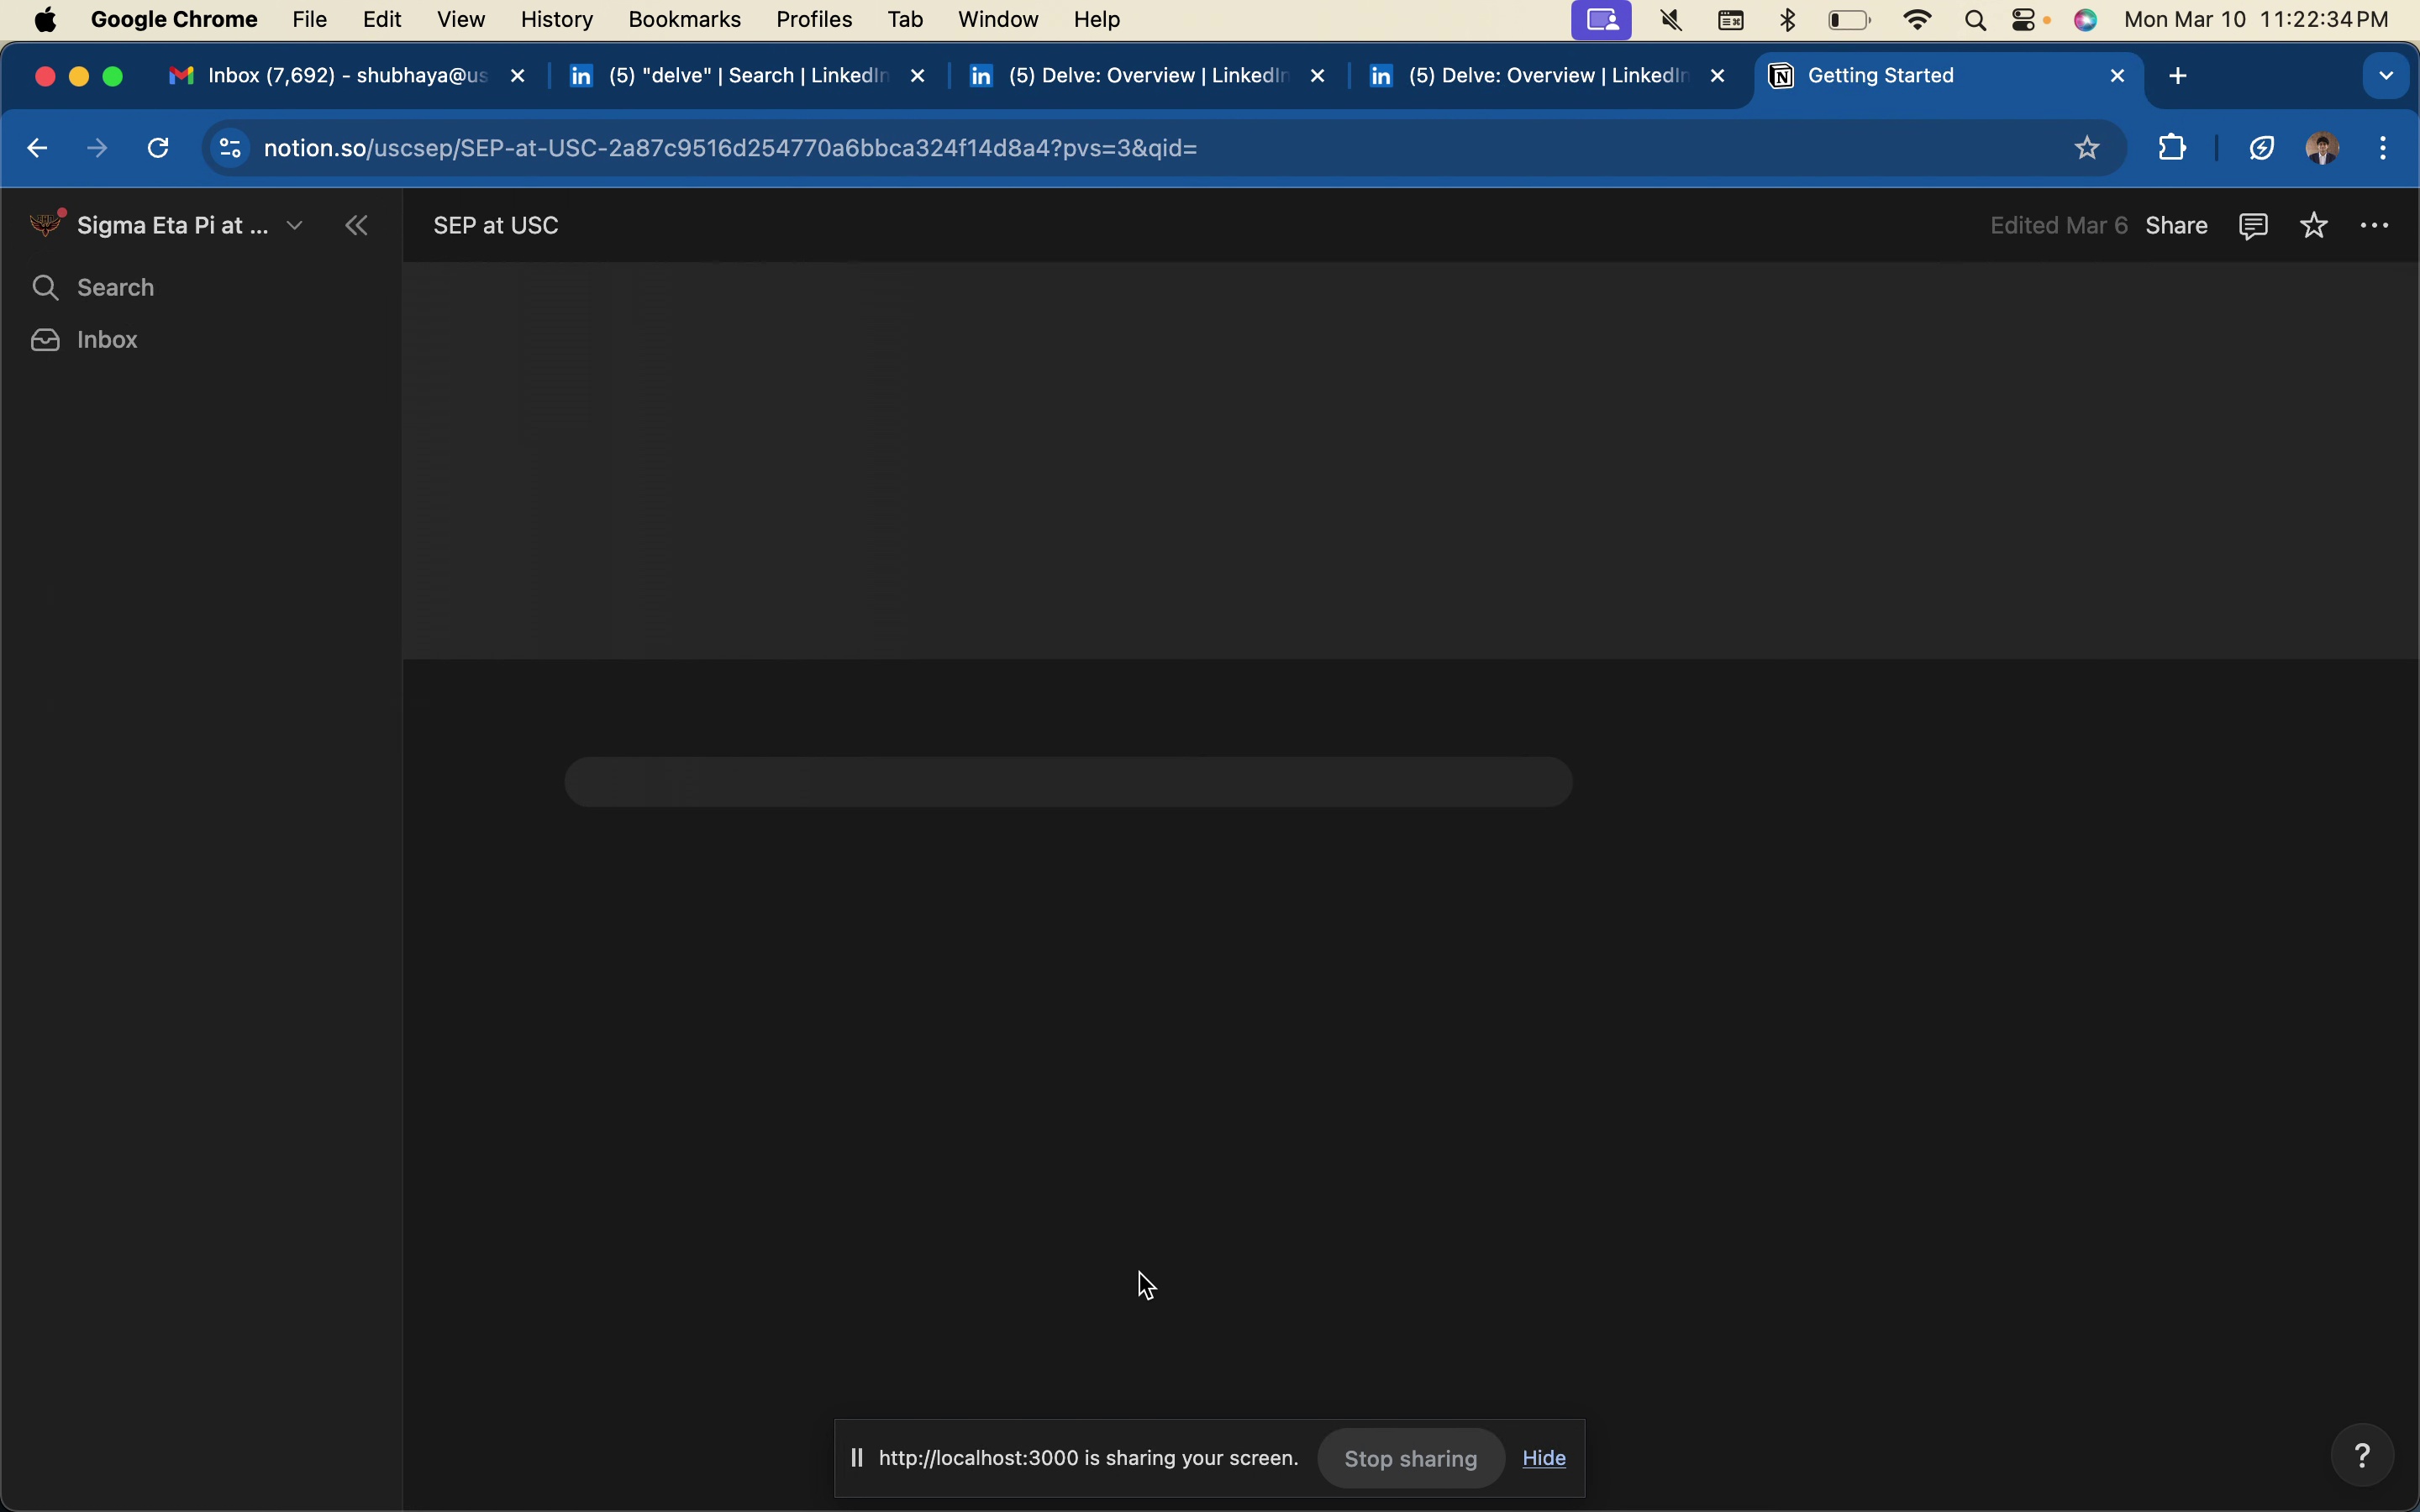 Google Chrome File Edit View History Bookmarks Profiles Tab Window Help Mon Mar 10 11:22:34 PM
Inbox (7,692) - shubhaya@us (5) "delve" | Search | LinkedIn (5) Delve: Overview | LinkedIn (5) Delve: Overview | LinkedIn Getting Started
notion.so/uscsep/SEP-at-USC-2a87c9516d254770a6bbca324f14d8a4?pvs=3&qid=
Sigma Eta Pi at ... SEP at USC Edited Mar 6 Share
Search
Inbox
http://localhost:3000 is sharing your screen. Stop sharing Hide
?